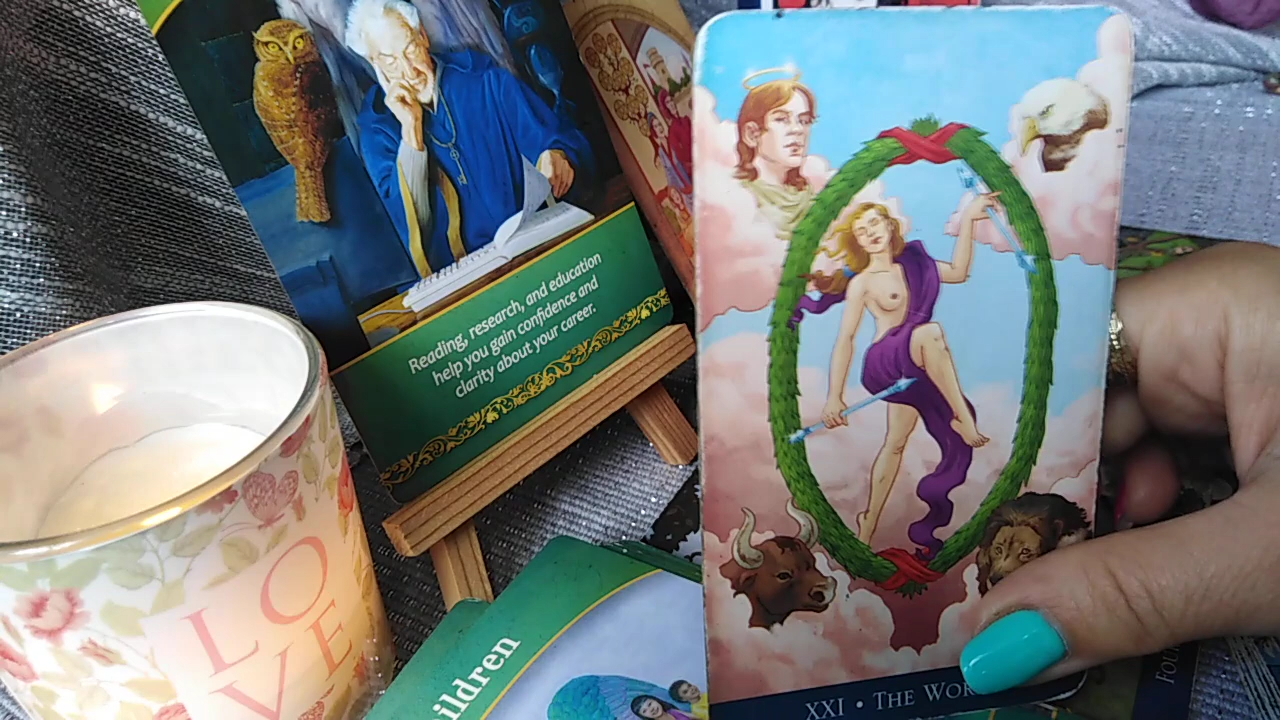 Reading, research, and education
help you gain confidence and
clarity about your career.
LO
VE
ildren
XXI • THE WOR